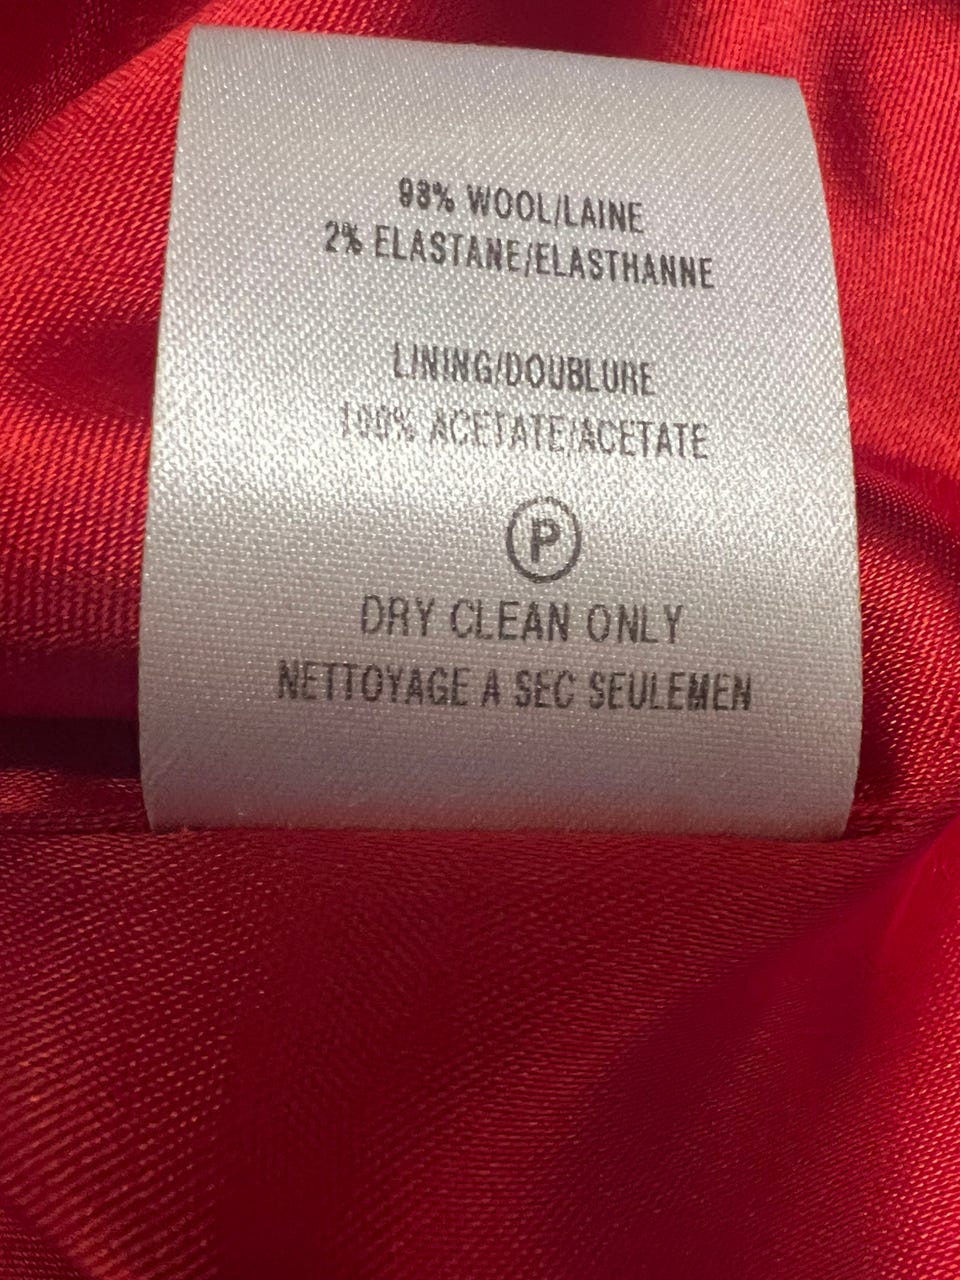 98% WOOL/LAINE
2% ELASTANE/ELASTHANNE
LINING/DOUBLURE
100% ACETATE/ACETATE
P
DRY CLEAN ONLY
NETTOYAGE A SEC SEULEMEN